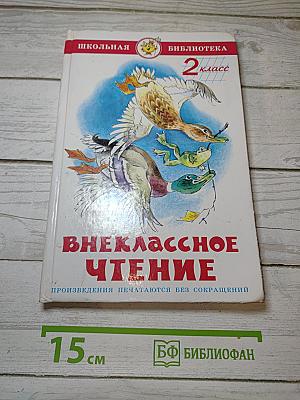 ШКОЛЬНАЯ БИБЛИОТЕКА
2 класс
ВНЕКЛАССНОЕ
ЧТЕНИЕ
ПРОИЗВЕДЕНИЯ ПЕЧАТАЮТСЯ БЕЗ СОКРАЩЕНИЙ
15 см
БФ БИБЛИОФАН